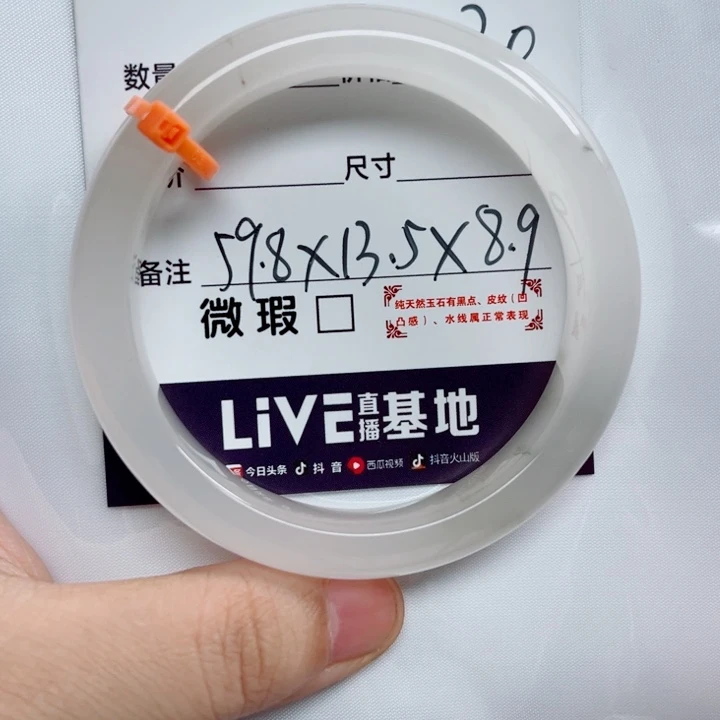 数量
尺寸
备注 59.8X13.5X8.9
微瑕 □
纯天然玉石有黑点、皮纹（凹
凸感）、水线属正常表现
LiVE直播基地
今日头条 抖音 西瓜视频 抖音火山版